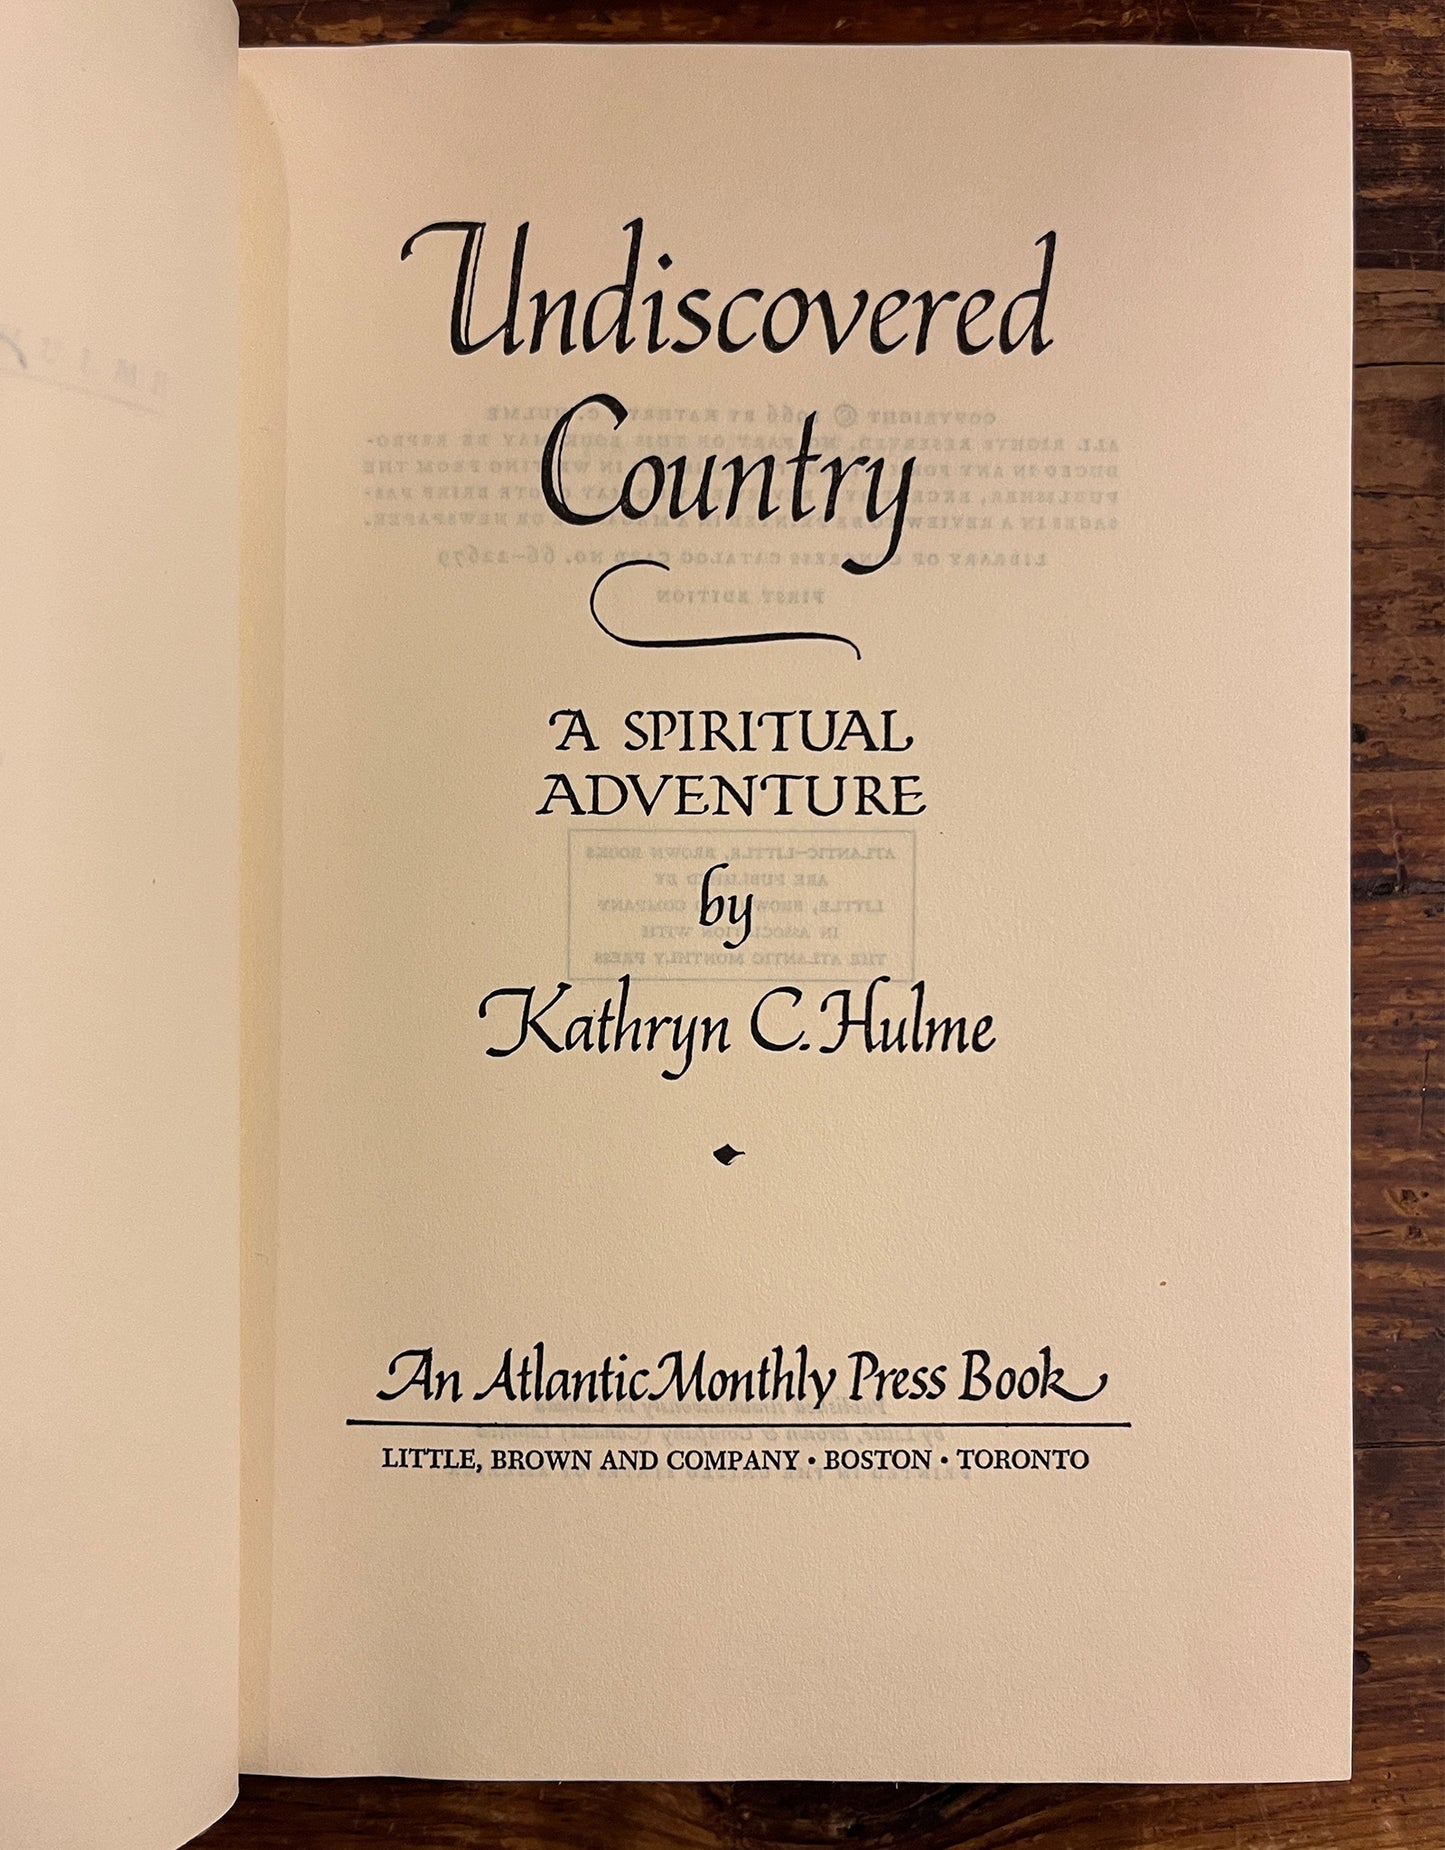 Undiscovered
Country
A SPIRITUAL
ADVENTURE
by
Kathryn C. Hulme
An Atlantic Monthly Press Book
LITTLE, BROWN AND COMPANY • BOSTON • TORONTO